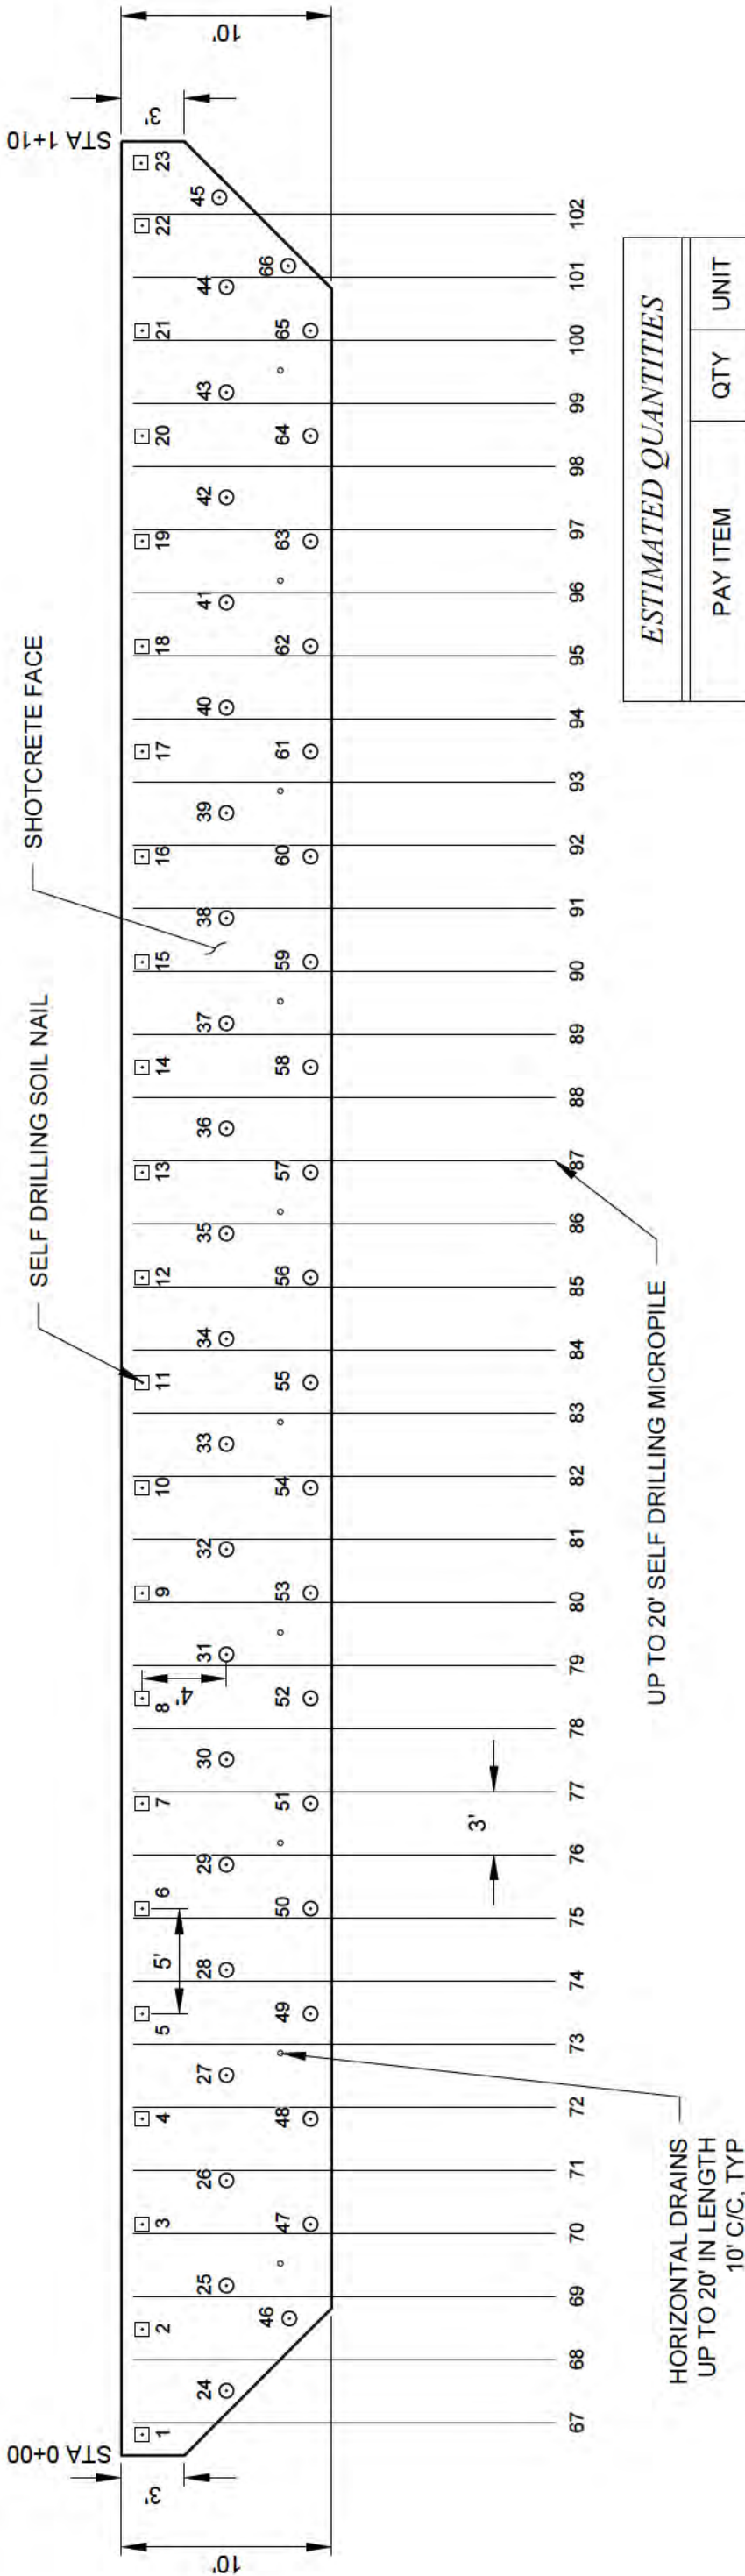 SHOTCRETE FACE
SELF DRILLING SOIL NAIL
STA 0+00
STA 1+10
3'
10'
3'
10'
1 2 3 4 5 6 7 8 9 10 11 12 13 14 15 16 17 18 19 20 21 22 23
5'
4'
24 25 26 27 28 29 30 31 32 33 34 35 36 37 38 39 40 41 42 43 44 45
46 47 48 49 50 51 52 53 54 55 56 57 58 59 60 61 62 63 64 65 66
3'
67 68 69 70 71 72 73 74 75 76 77 78 79 80 81 82 83 84 85 86 87 88 89 90 91 92 93 94 95 96 97 98 99 100 101 102
HORIZONTAL DRAINS
UP TO 20' IN LENGTH
10' C/C, TYP
UP TO 20' SELF DRILLING MICROPILE
ESTIMATED QUANTITIES
PAY ITEM QTY UNIT